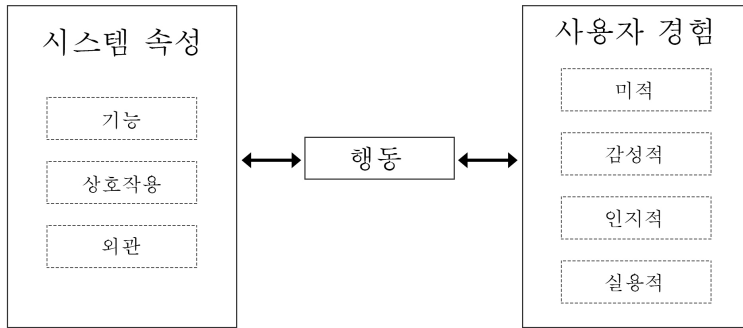 시스템 속성
기능
상호작용
외관
행동
사용자 경험
미적
감성적
인지적
실용적